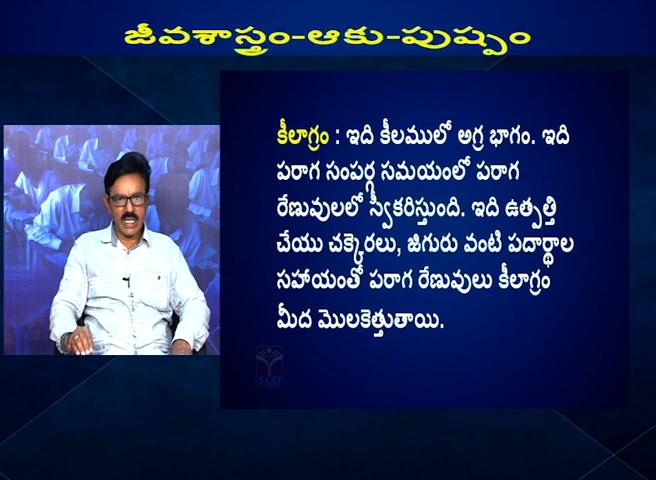 జీవశాస్త్రం-ఆకు-పుష్పం
కీలాగ్రం : ఇది కీలములో అగ్ర భాగం. ఇది
పరాగ సంపర్గ సమయంలో పరాగ
రేణువులలో స్వీకరిస్తుంది. ఇది ఉత్పత్తి
చేయు చక్కెరలు, జిగురు వంటి పదార్థాల
సహాయంతో పరాగ రేణువులు కీలాగ్రం
మీద మొలకెత్తుతాయి.
T-SAT